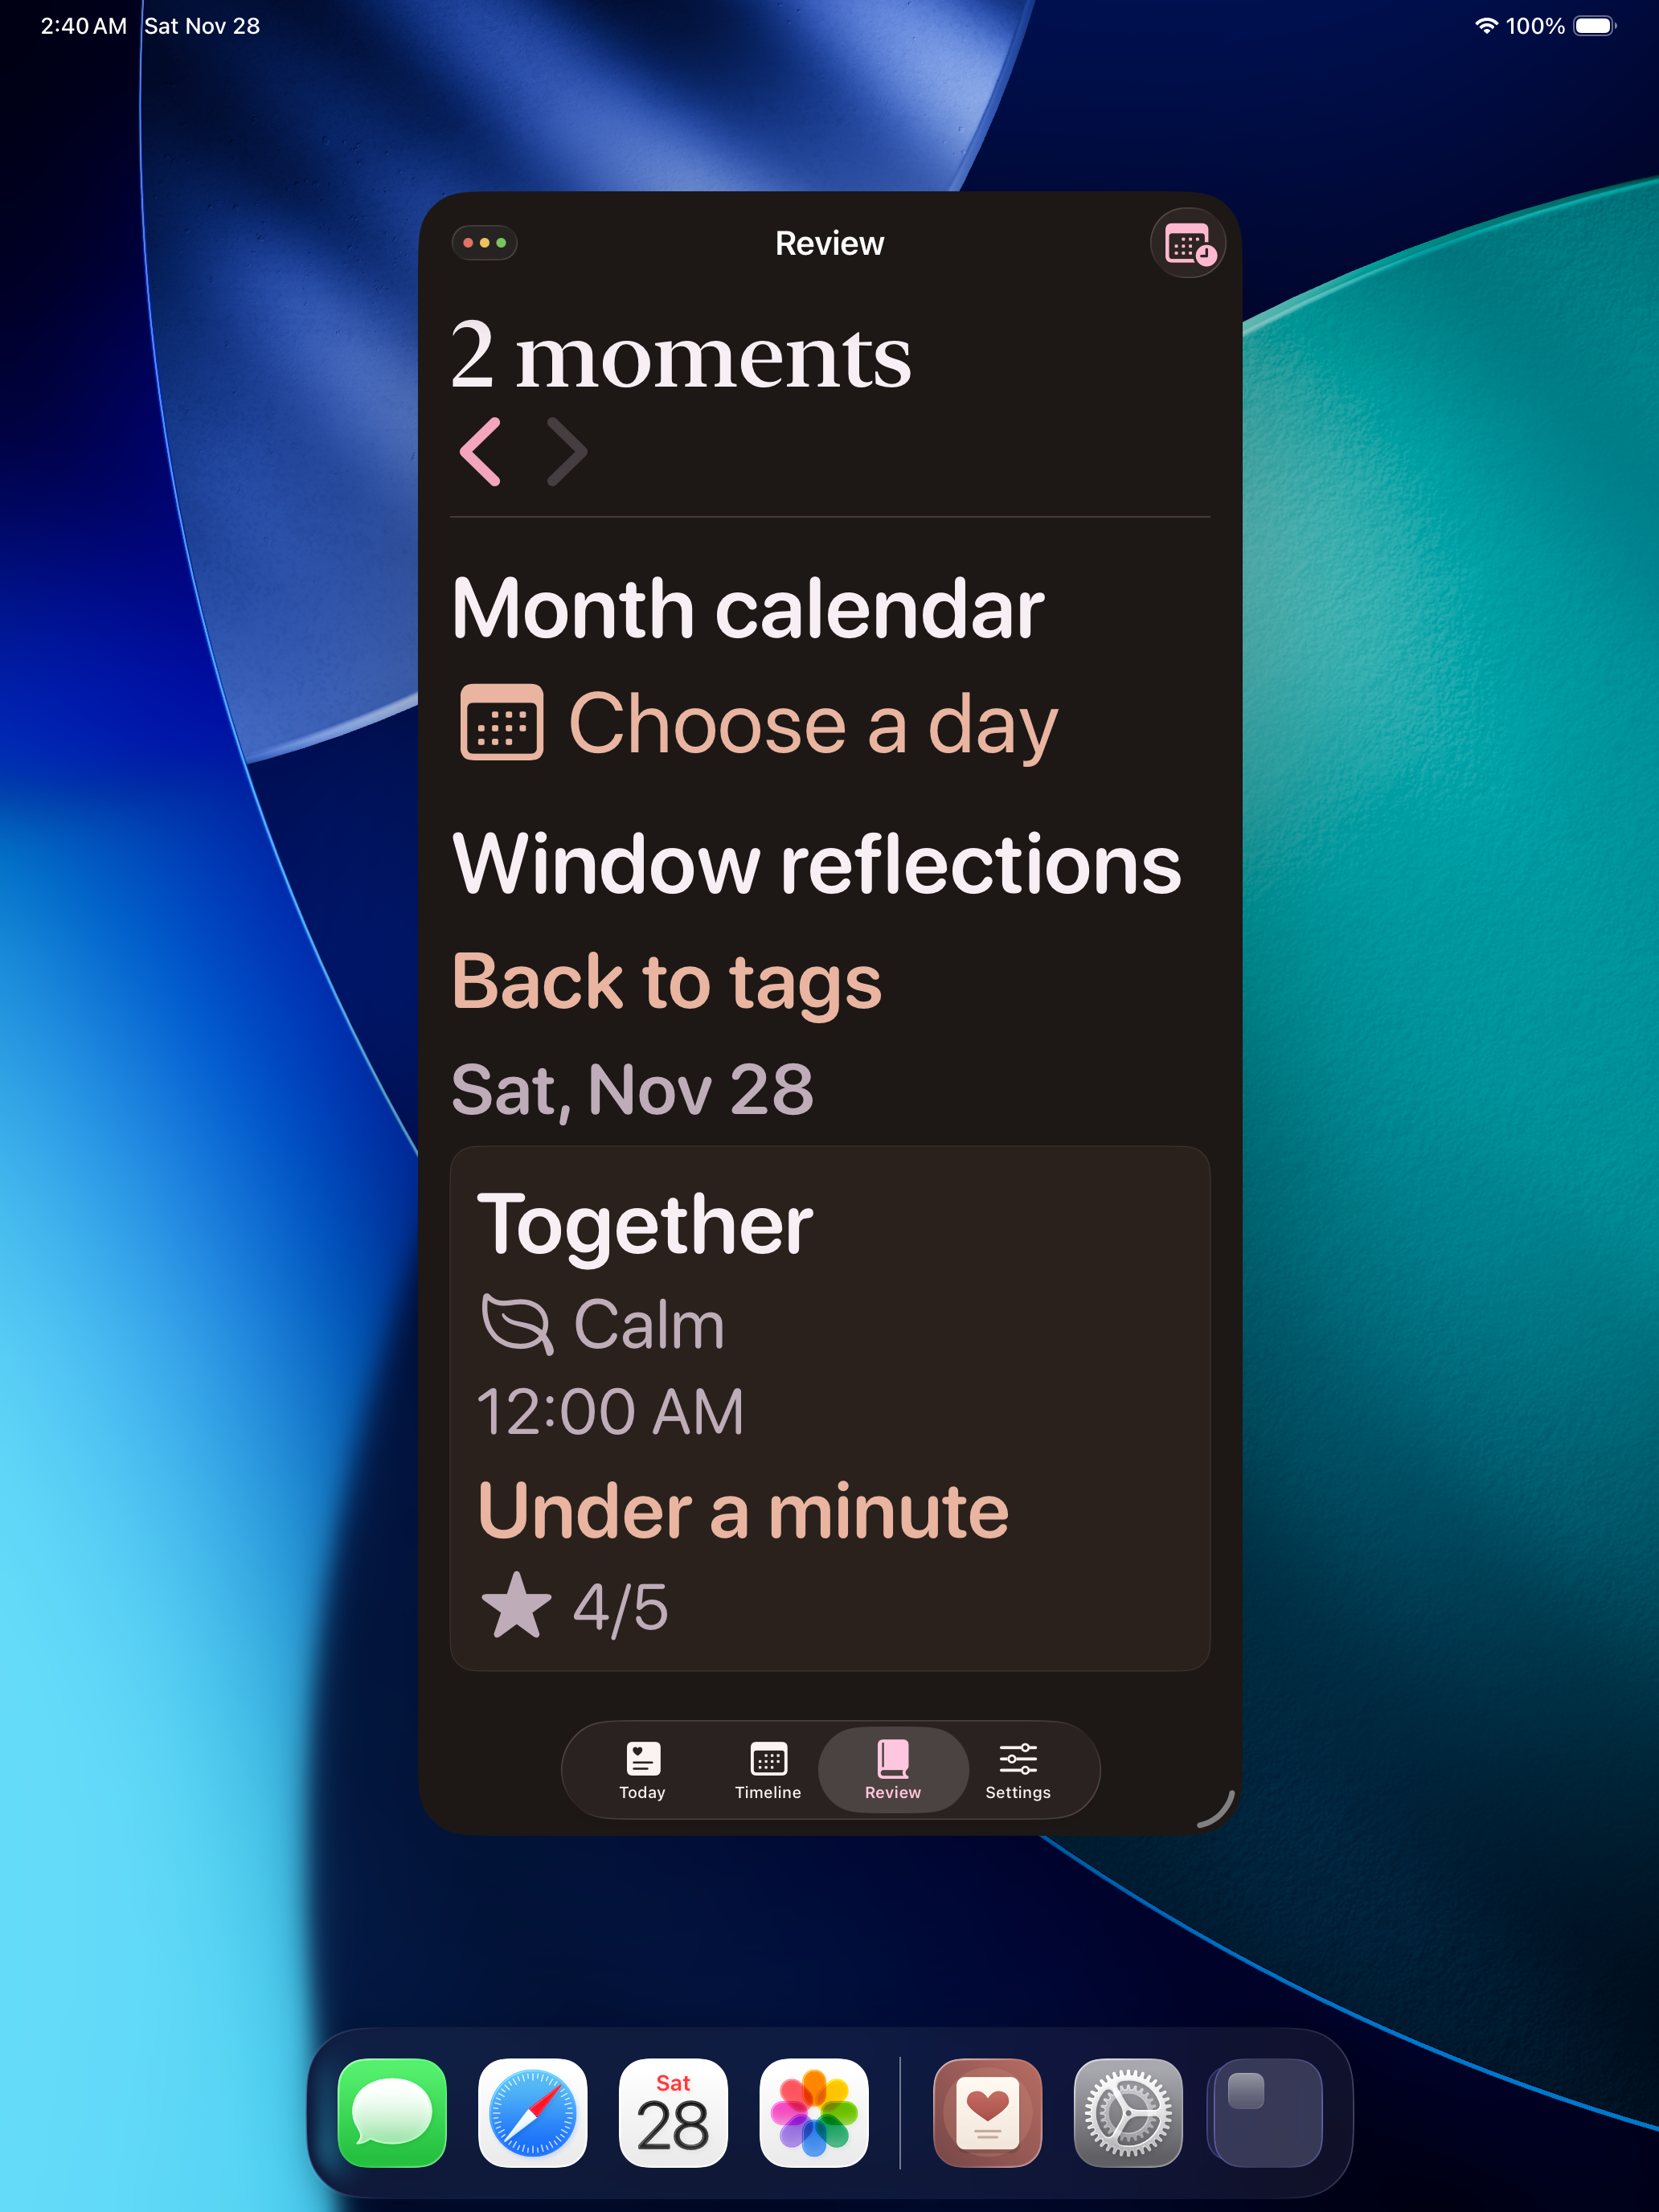 2:40 AM Sat Nov 28
100%
Review
2 moments
Month calendar
Choose a day
Window reflections
Back to tags
Sat, Nov 28
Together
Calm
12:00 AM
Under a minute
4/5
Today
Timeline
Review
Settings
Sat
28